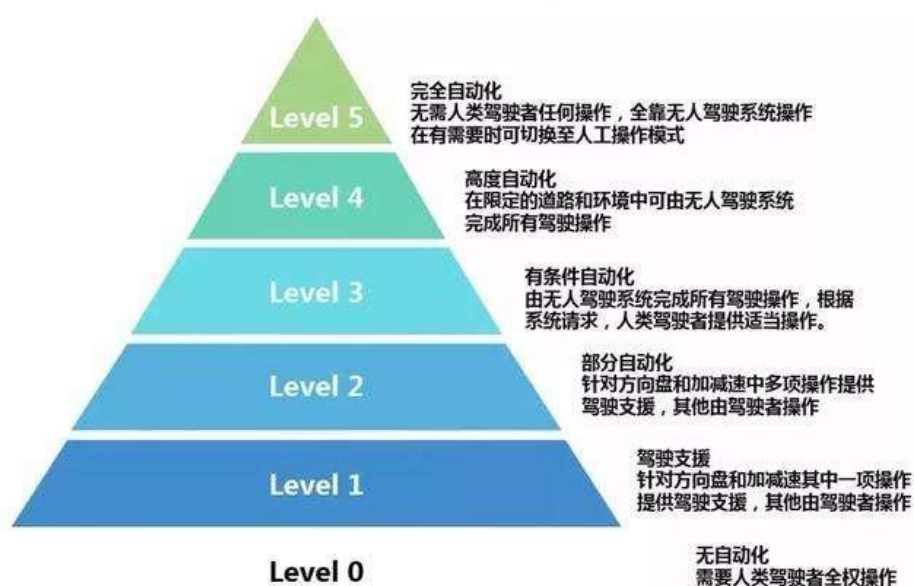 Level 5
完全自动化
无需人类驾驶者任何操作，全靠无人驾驶系统操作
在有需要时可切换至人工操作模式
Level 4
高度自动化
在限定的道路和环境中可由无人驾驶系统
完成所有驾驶操作
Level 3
有条件自动化
由无人驾驶系统完成所有驾驶操作，根据
系统请求，人类驾驶者提供适当操作。
Level 2
部分自动化
针对方向盘和加减速中多项操作提供
驾驶支援，其他由驾驶者操作
Level 1
驾驶支援
针对方向盘和加减速其中一项操作
提供驾驶支援，其他由驾驶者操作
Level 0
无自动化
需要人类驾驶者全权操作